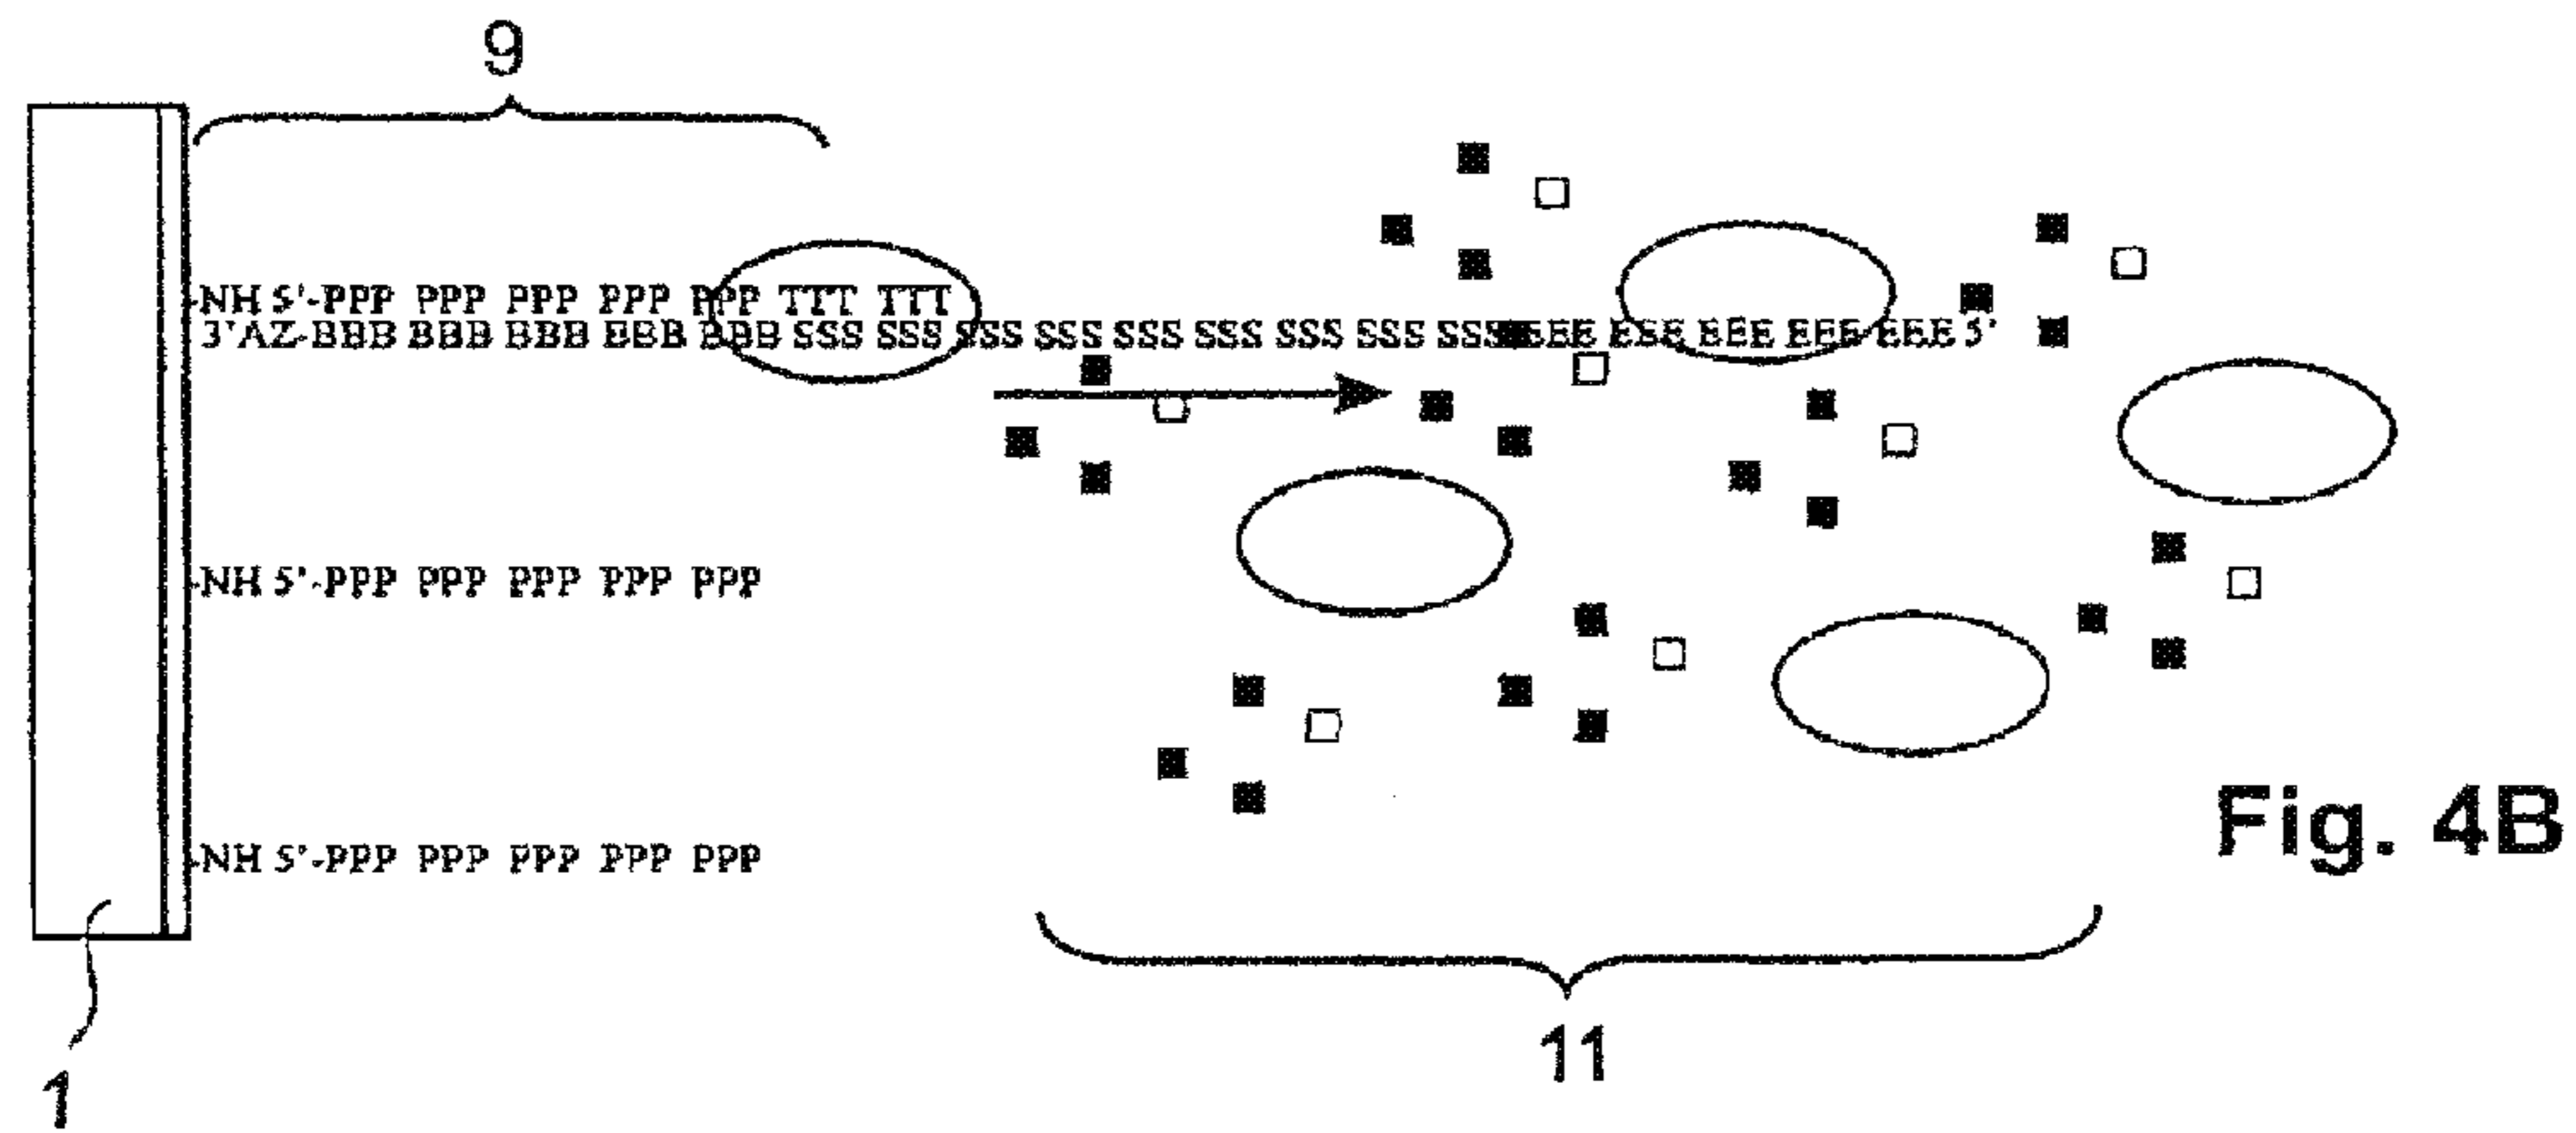 9
-NH 5'-PPP PPP PPP PPP PPP TTT TTT
3'AZ-BBB BBB BBB BBB BBB SSS SSS SSS SSS SSS SSS SSS SSS SSS EEE EEE EEE EEE EEE 5'
-NH 5'-PPP PPP PPP PPP PPP
Fig. 4B
-NH 5'-PPP PPP PPP PPP PPP
11
1